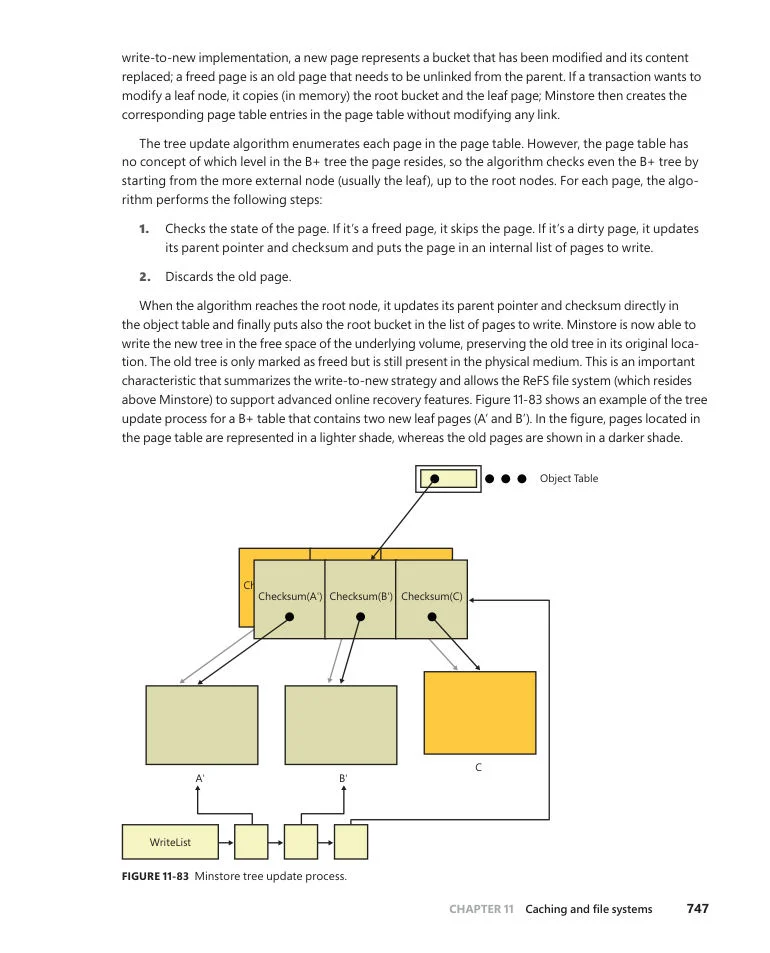 write-to-new implementation, a new page represents a bucket that has been modified and its content
replaced; a freed page is an old page that needs to be unlinked from the parent. If a transaction wants to
modify a leaf node, it copies (in memory) the root bucket and the leaf page; Minstore then creates the
corresponding page table entries in the page table without modifying any link.
The tree update algorithm enumerates each page in the page table. However, the page table has
no concept of which level in the B+ tree the page resides, so the algorithm checks even the B+ tree by
starting from the more external node (usually the leaf), up to the root nodes. For each page, the algo-
rithm performs the following steps:
1. Checks the state of the page. If it’s a freed page, it skips the page. If it’s a dirty page, it updates
its parent pointer and checksum and puts the page in an internal list of pages to write.
2. Discards the old page.
When the algorithm reaches the root node, it updates its parent pointer and checksum directly in
the object table and finally puts also the root bucket in the list of pages to write. Minstore is now able to
write the new tree in the free space of the underlying volume, preserving the old tree in its original loca-
tion. The old tree is only marked as freed but is still present in the physical medium. This is an important
characteristic that summarizes the write-to-new strategy and allows the ReFS file system (which resides
above Minstore) to support advanced online recovery features. Figure 11-83 shows an example of the tree
update process for a B+ table that contains two new leaf pages (A’ and B’). In the figure, pages located in
the page table are represented in a lighter shade, whereas the old pages are shown in a darker shade.
Object Table
Ch
Checksum(A') Checksum(B') Checksum(C)
C
A' B'
WriteList
FIGURE 11-83 Minstore tree update process.
CHAPTER 11 Caching and file systems 747